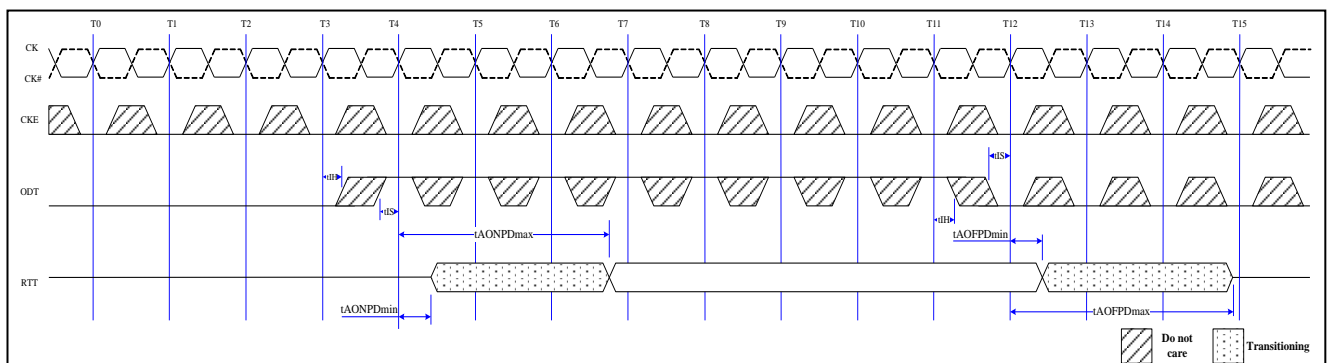 T0 T1 T2 T3 T4 T5 T6 T7 T8 T9 T10 T11 T12 T13 T14 T15
CK
CK#
CKE
tIS
ODT
tIH
tIS
tIH
tAONPDmax
tAOFPDmin
RTT
tAONPDmin
tAOFPDmax
Do not
care
Transitioning